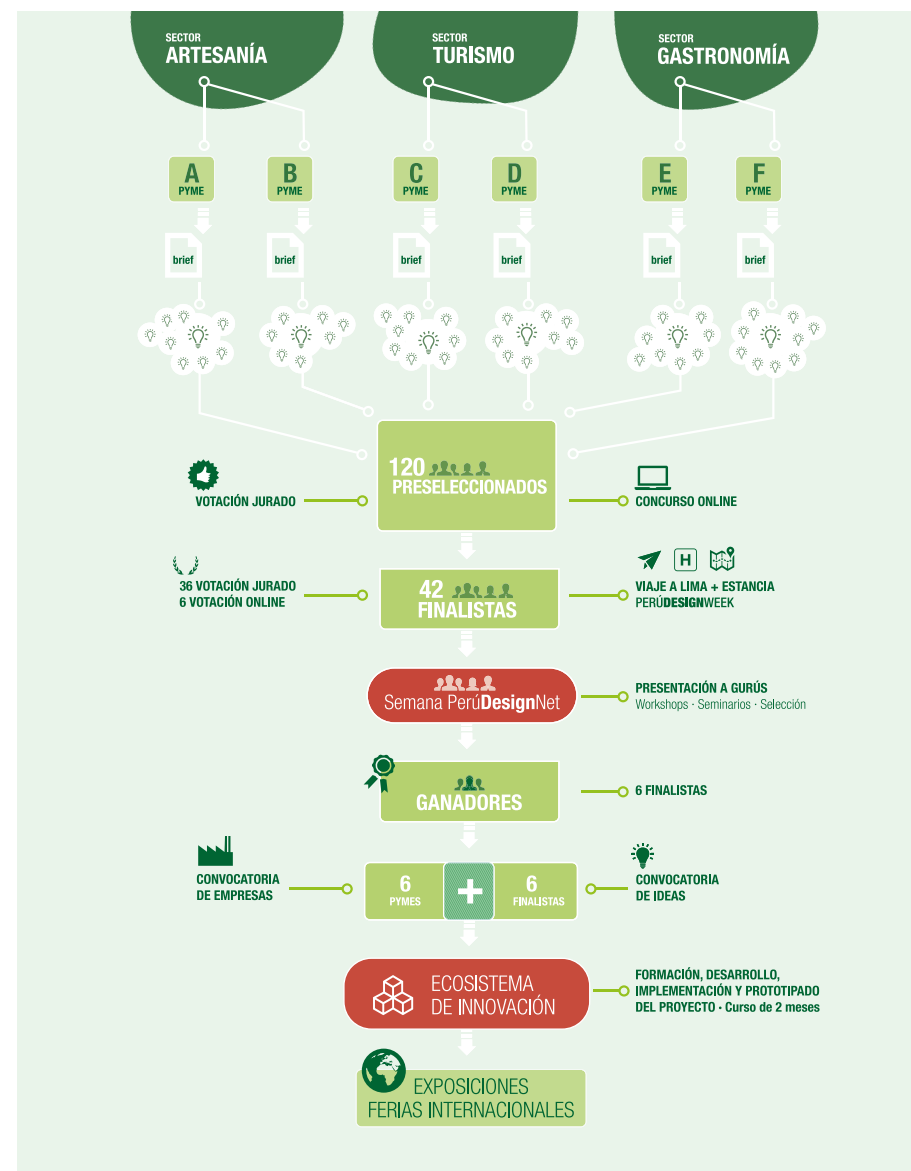 SECTOR
ARTESANÍA
SECTOR
TURISMO
SECTOR
GASTRONOMÍA
A
PYME
B
PYME
C
PYME
D
PYME
E
PYME
F
PYME
brief
brief
brief
brief
brief
brief
120
PRESELECCIONADOS
VOTACIÓN JURADO
CONCURSO ONLINE
36 VOTACIÓN JURADO
6 VOTACIÓN ONLINE
42
FINALISTAS
H
VIAJE A LIMA + ESTANCIA
PERÚDESIGNWEEK
Semana PerúDesignNet
PRESENTACIÓN A GURÚS
Workshops · Seminarios · Selección
GANADORES
6 FINALISTAS
CONVOCATORIA
DE EMPRESAS
6
PYMES
+
6
FINALISTAS
CONVOCATORIA
DE IDEAS
ECOSISTEMA
DE INNOVACIÓN
FORMACIÓN, DESARROLLO,
IMPLEMENTACIÓN Y PROTOTIPADO
DEL PROYECTO · Curso de 2 meses
EXPOSICIONES
FERIAS INTERNACIONALES